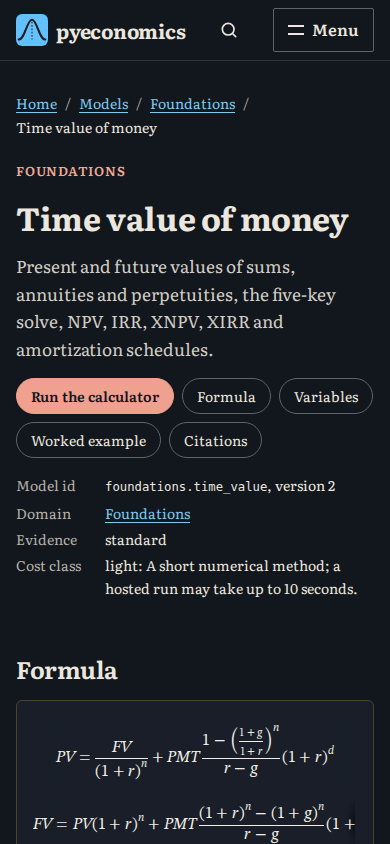 pyeconomics
Menu
Home / Models / Foundations /
Time value of money
FOUNDATIONS
Time value of money
Present and future values of sums,
annuities and perpetuities, the five-key
solve, NPV, IRR, XNPV, XIRR and
amortization schedules.
Run the calculator Formula Variables
Worked example Citations
Model id foundations.time_value, version 2
Domain Foundations
Evidence standard
Cost class light: A short numerical method; a
hosted run may take up to 10 seconds.
Formula
PV = FV / (1 + r)^n + PMT (1 − ((1 + g) / (1 + r))^n) / (r − g) (1 + r)^d
FV = PV(1 + r)^n + PMT ((1 + r)^n − (1 + g)^n) / (r − g) (1 +